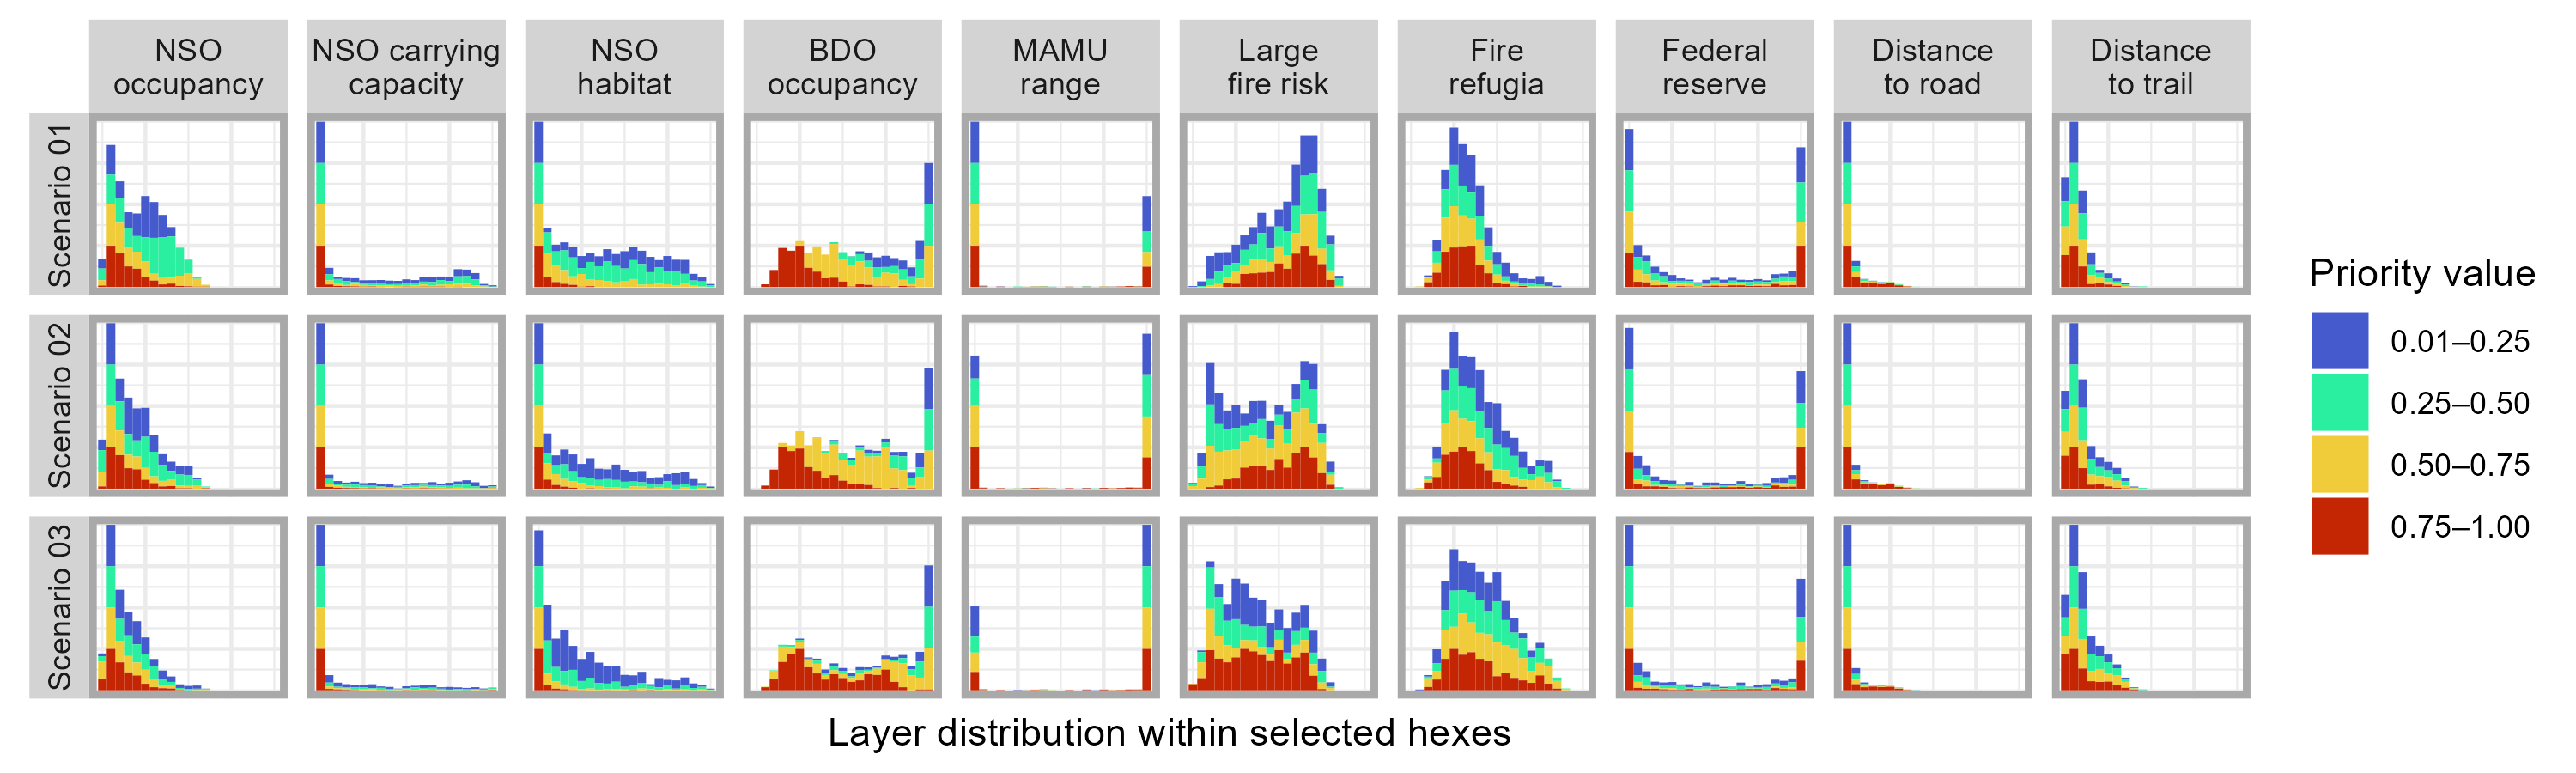 NSO
occupancy
NSO carrying
capacity
NSO
habitat
BDO
occupancy
MAMU
range
Large
fire risk
Fire
refugia
Federal
reserve
Distance
to road
Distance
to trail
Scenario 01
Scenario 02
Scenario 03
Layer distribution within selected hexes
Priority value
0.01–0.25
0.25–0.50
0.50–0.75
0.75–1.00